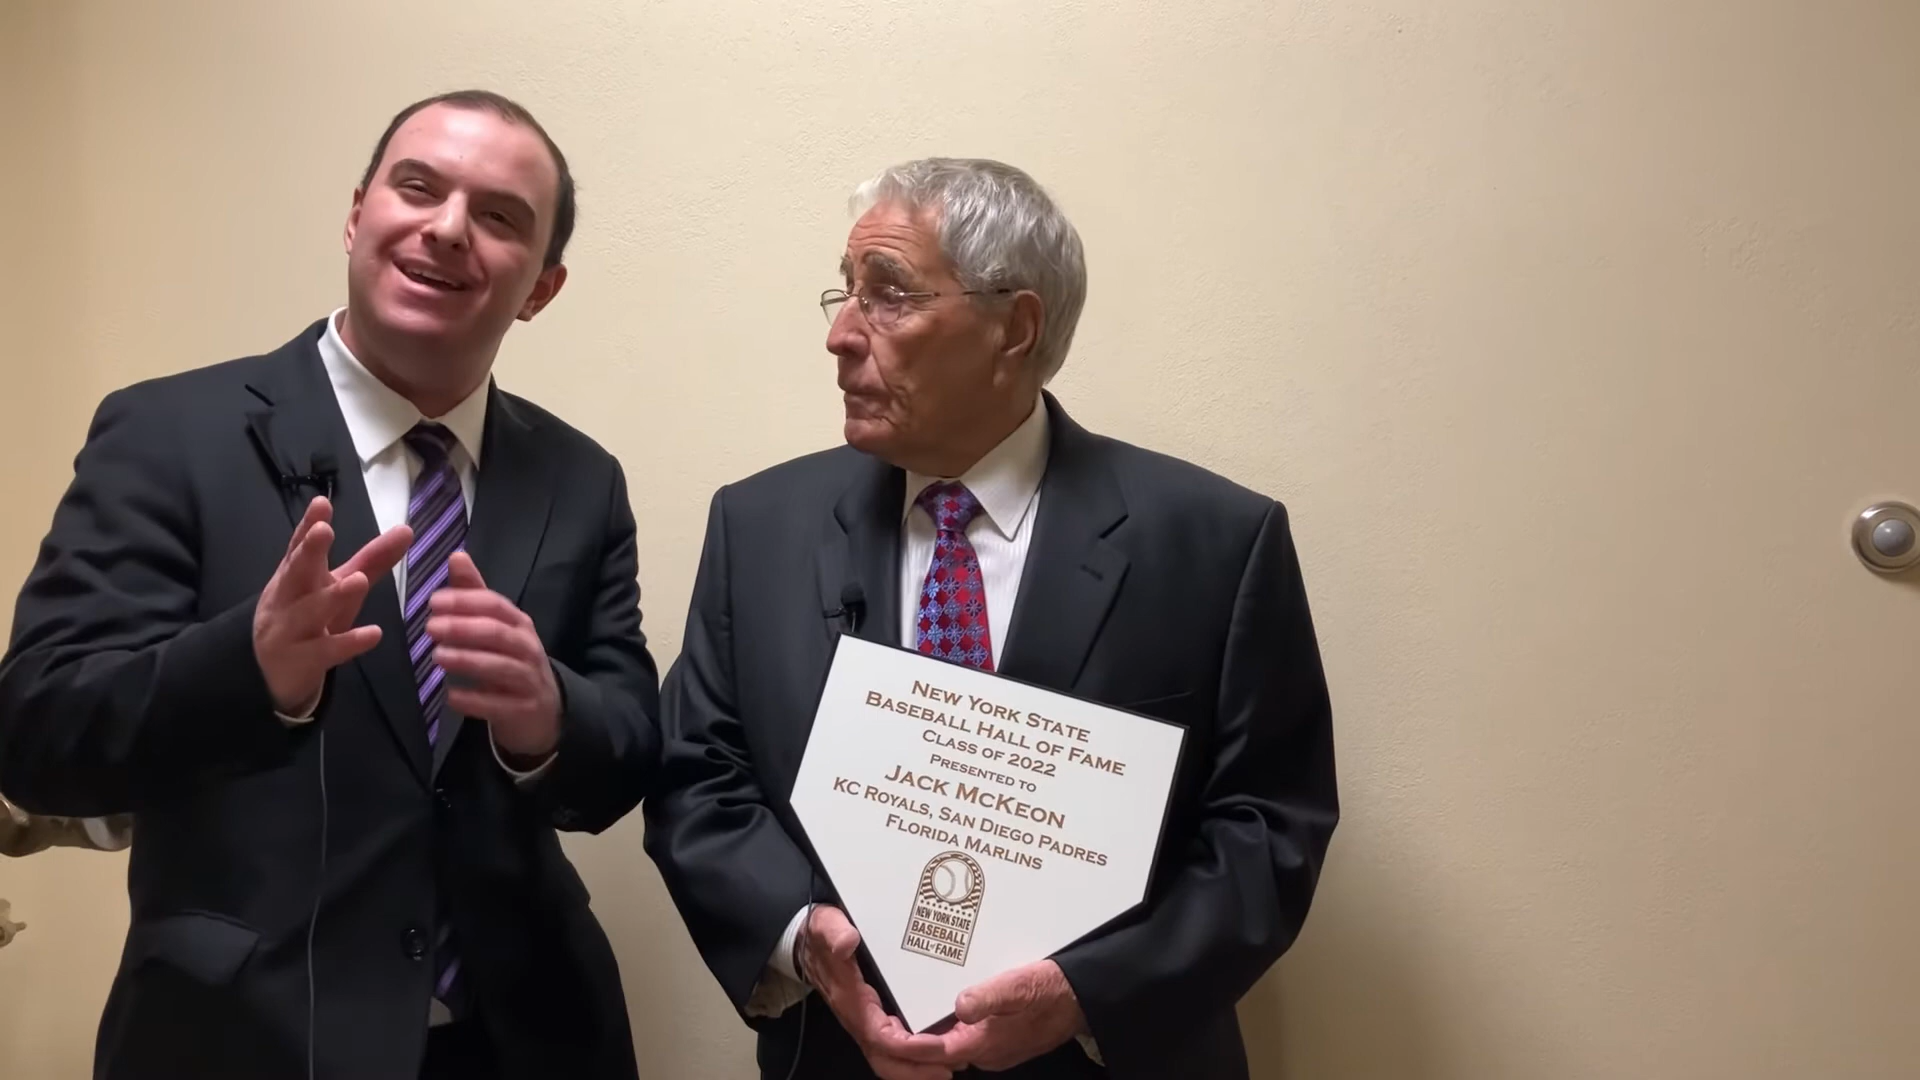 New York State
Baseball Hall of Fame
Class of 2022
Presented to
Jack McKeon
KC Royals, San Diego Padres
Florida Marlins
NEW YORK STATE
BASEBALL
HALL of FAME